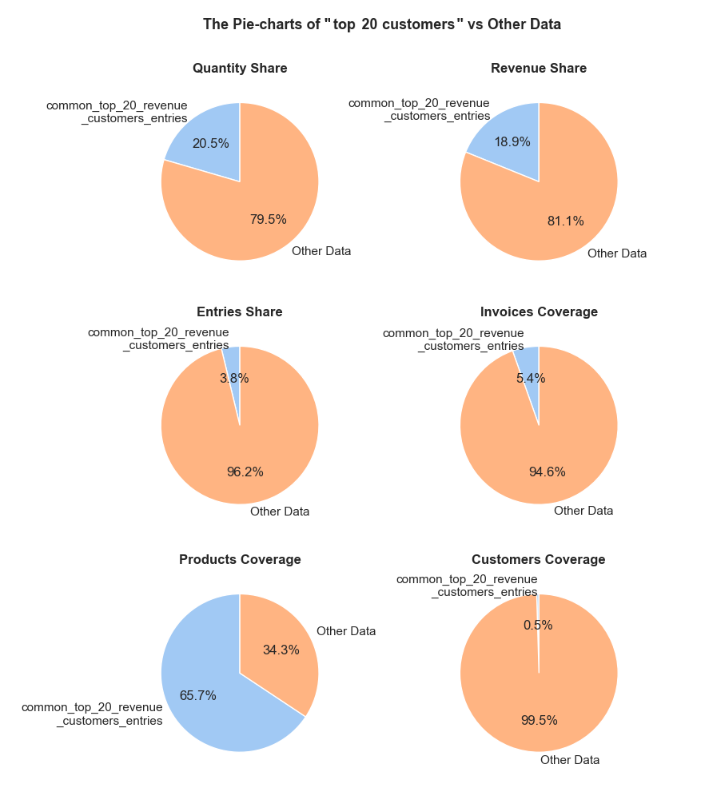 The Pie-charts of "top 20 customers" vs Other Data
Quantity Share
common_top_20_revenue
_customers_entries
20.5%
79.5%
Other Data
Revenue Share
common_top_20_revenue
_customers_entries
18.9%
81.1%
Other Data
Entries Share
common_top_20_revenue
_customers_entries
3.8%
96.2%
Other Data
Invoices Coverage
common_top_20_revenue
_customers_entries
5.4%
94.6%
Other Data
Products Coverage
Other Data
34.3%
65.7%
common_top_20_revenue
_customers_entries
Customers Coverage
common_top_20_revenue
_customers_entries
0.5%
99.5%
Other Data